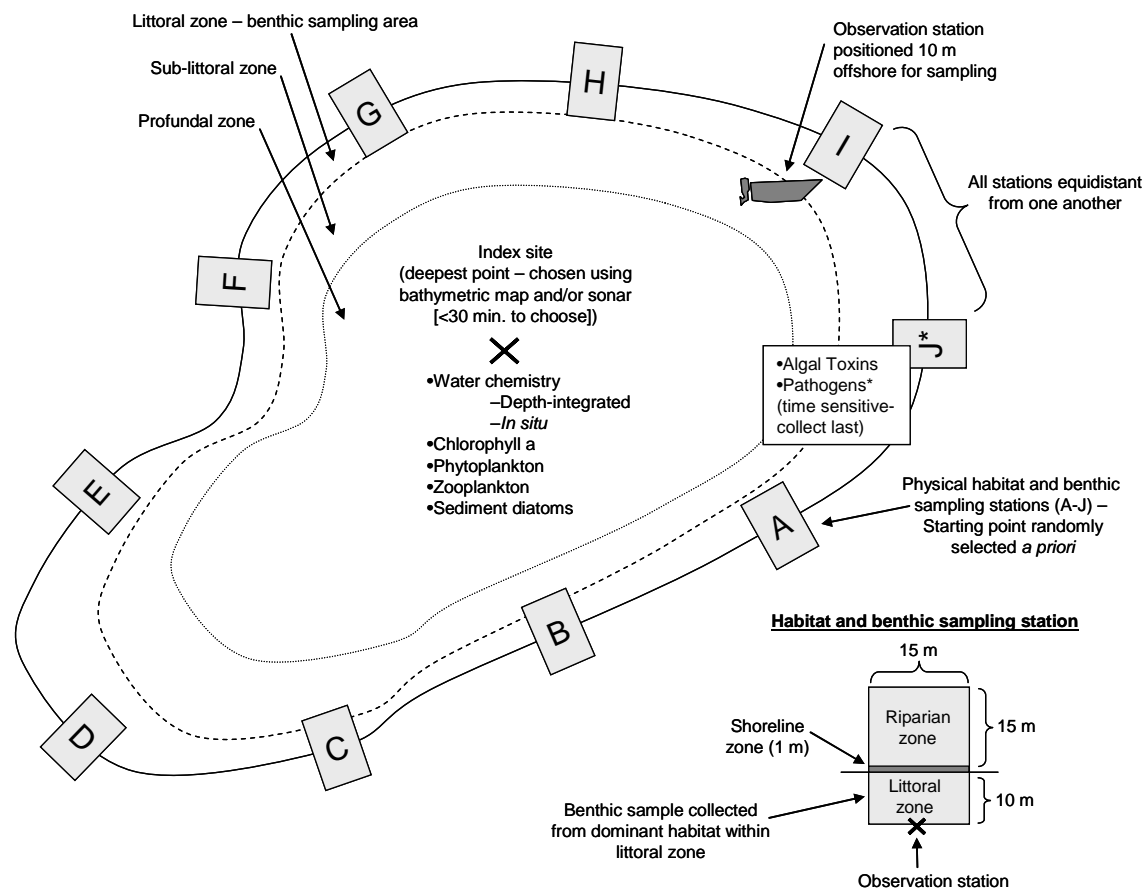 Littoral zone – benthic sampling area
Sub-littoral zone
Profundal zone
Observation station
positioned 10 m
offshore for sampling
G
H
I
All stations equidistant
from one another
F
Index site
(deepest point – chosen using
bathymetric map and/or sonar
[<30 min. to choose])
•Water chemistry
–Depth-integrated
–In situ
•Chlorophyll a
•Phytoplankton
•Zooplankton
•Sediment diatoms
J*
•Algal Toxins
•Pathogens*
(time sensitive-
collect last)
E
A
Physical habitat and benthic
sampling stations (A-J) –
Starting point randomly
selected a priori
B
D
C
Habitat and benthic sampling station
15 m
Riparian
zone
15 m
Shoreline
zone (1 m)
Littoral
zone
10 m
Benthic sample collected
from dominant habitat within
littoral zone
Observation station